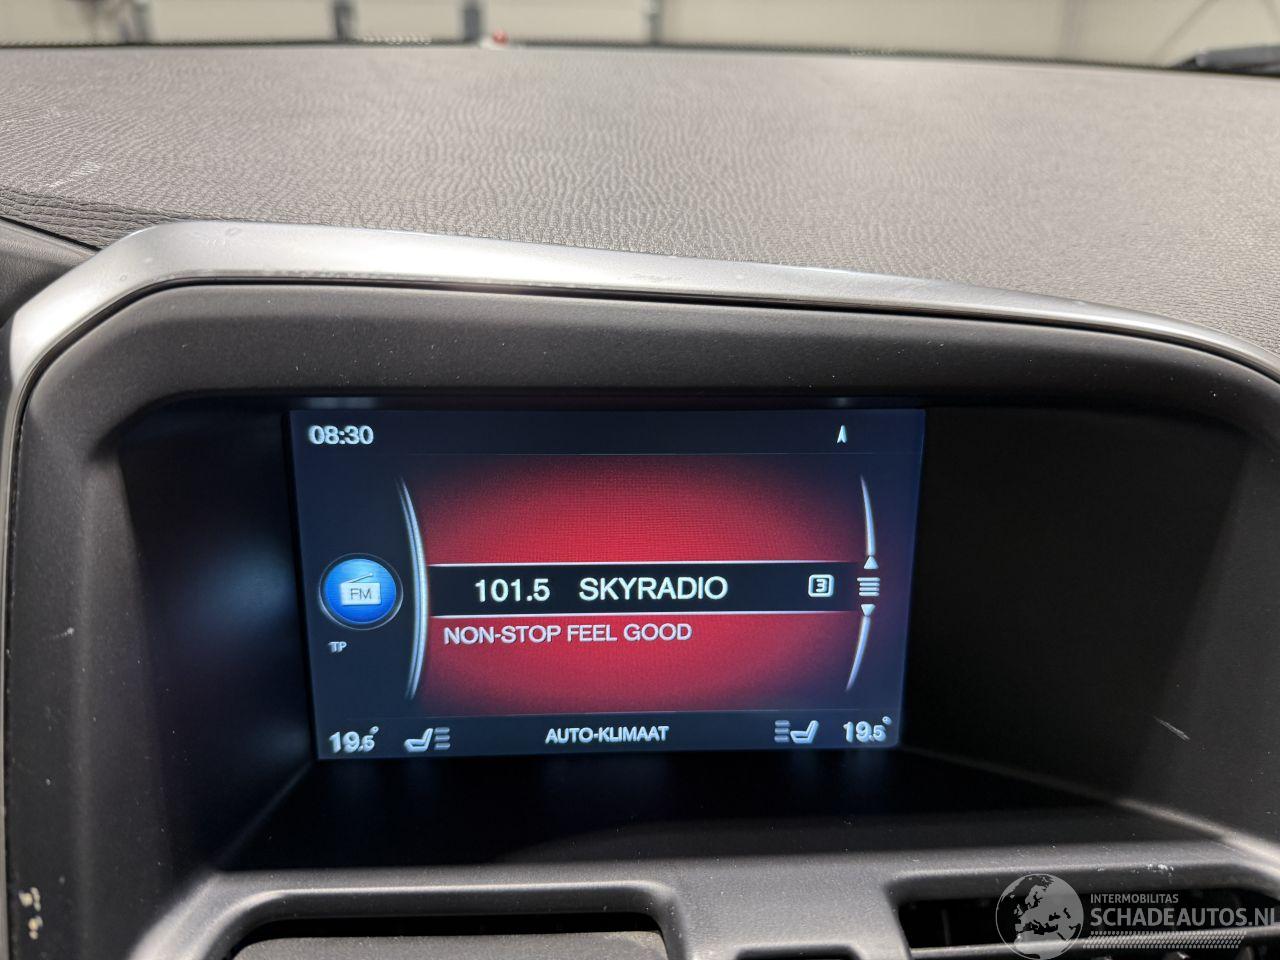 08:30
101.5 SKYRADIO 3
FM
NON-STOP FEEL GOOD
TP
19.5° AUTO-KLIMAAT 19.5°
INTERMOBILITAS
SCHADEAUTOS.NL